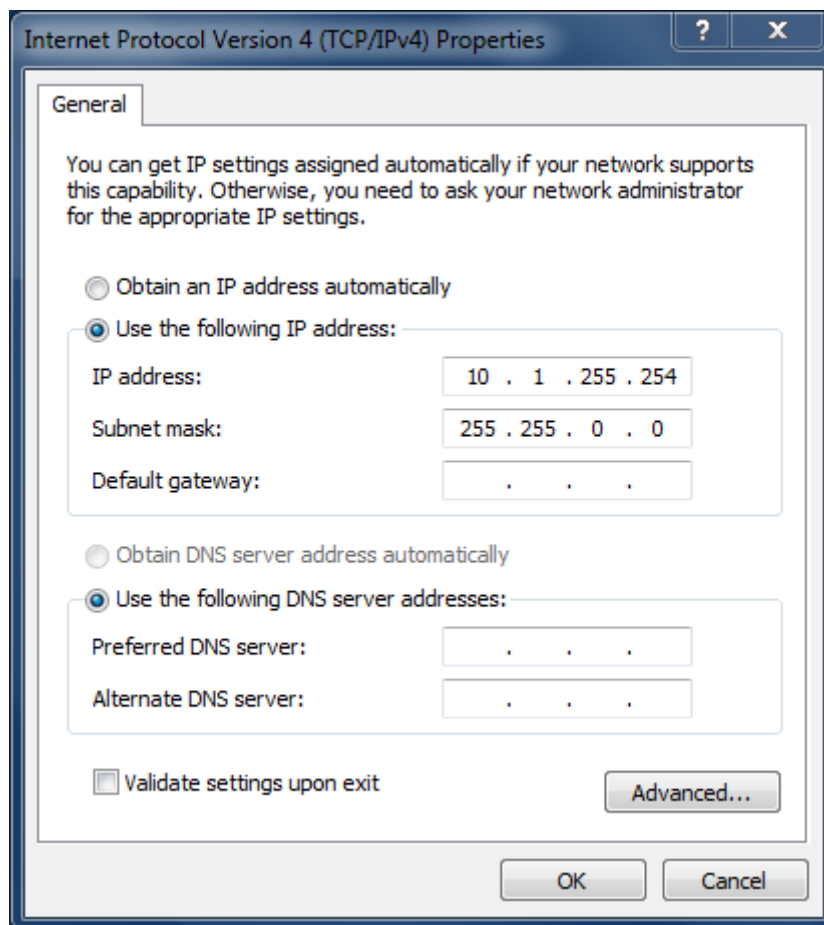 Internet Protocol Version 4 (TCP/IPv4) Properties
? X
General
You can get IP settings assigned automatically if your network supports
this capability. Otherwise, you need to ask your network administrator
for the appropriate IP settings.
Obtain an IP address automatically
Use the following IP address:
IP address: 10 . 1 . 255 . 254
Subnet mask: 255 . 255 . 0 . 0
Default gateway: . . .
Obtain DNS server address automatically
Use the following DNS server addresses:
Preferred DNS server: . . .
Alternate DNS server: . . .
Validate settings upon exit
Advanced...
OK Cancel